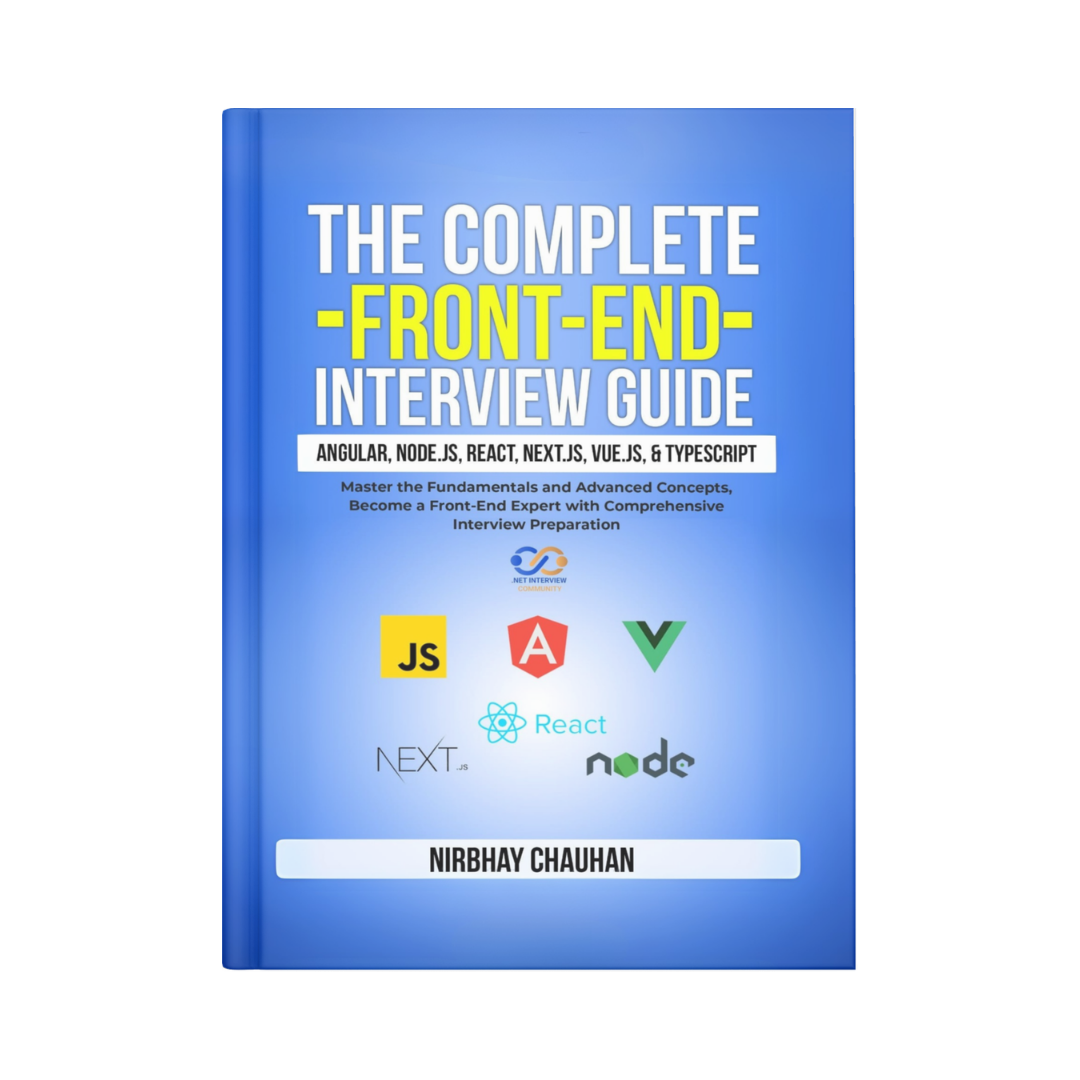 THE COMPLETE
-FRONT-END-
INTERVIEW GUIDE
ANGULAR, NODE.JS, REACT, NEXT.JS, VUE.JS, & TYPESCRIPT
Master the Fundamentals and Advanced Concepts,
Become a Front-End Expert with Comprehensive
Interview Preparation
.NET INTERVIEW
COMMUNITY
JS
A
React
NEXT.JS
node
NIRBHAY CHAUHAN